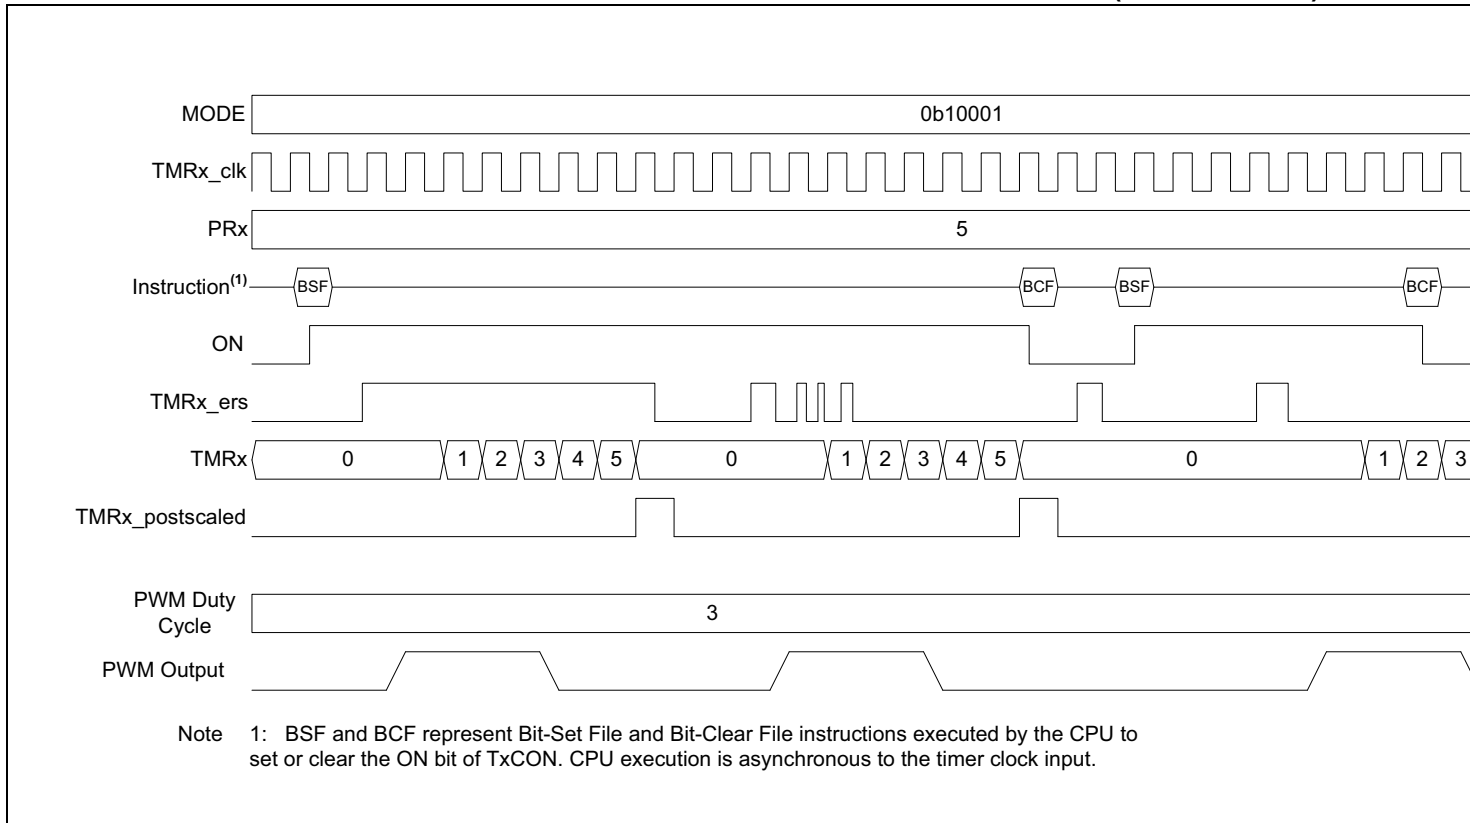 MODE 0b10001
TMRx_clk
PRx 5
Instruction(1) BSF BCF BSF BCF
ON
TMRx_ers
TMRx 0 1 2 3 4 5 0 1 2 3 4 5 0 1 2 3
TMRx_postscaled
PWM Duty
Cycle 3
PWM Output
Note 1: BSF and BCF represent Bit-Set File and Bit-Clear File instructions executed by the CPU to
set or clear the ON bit of TxCON. CPU execution is asynchronous to the timer clock input.